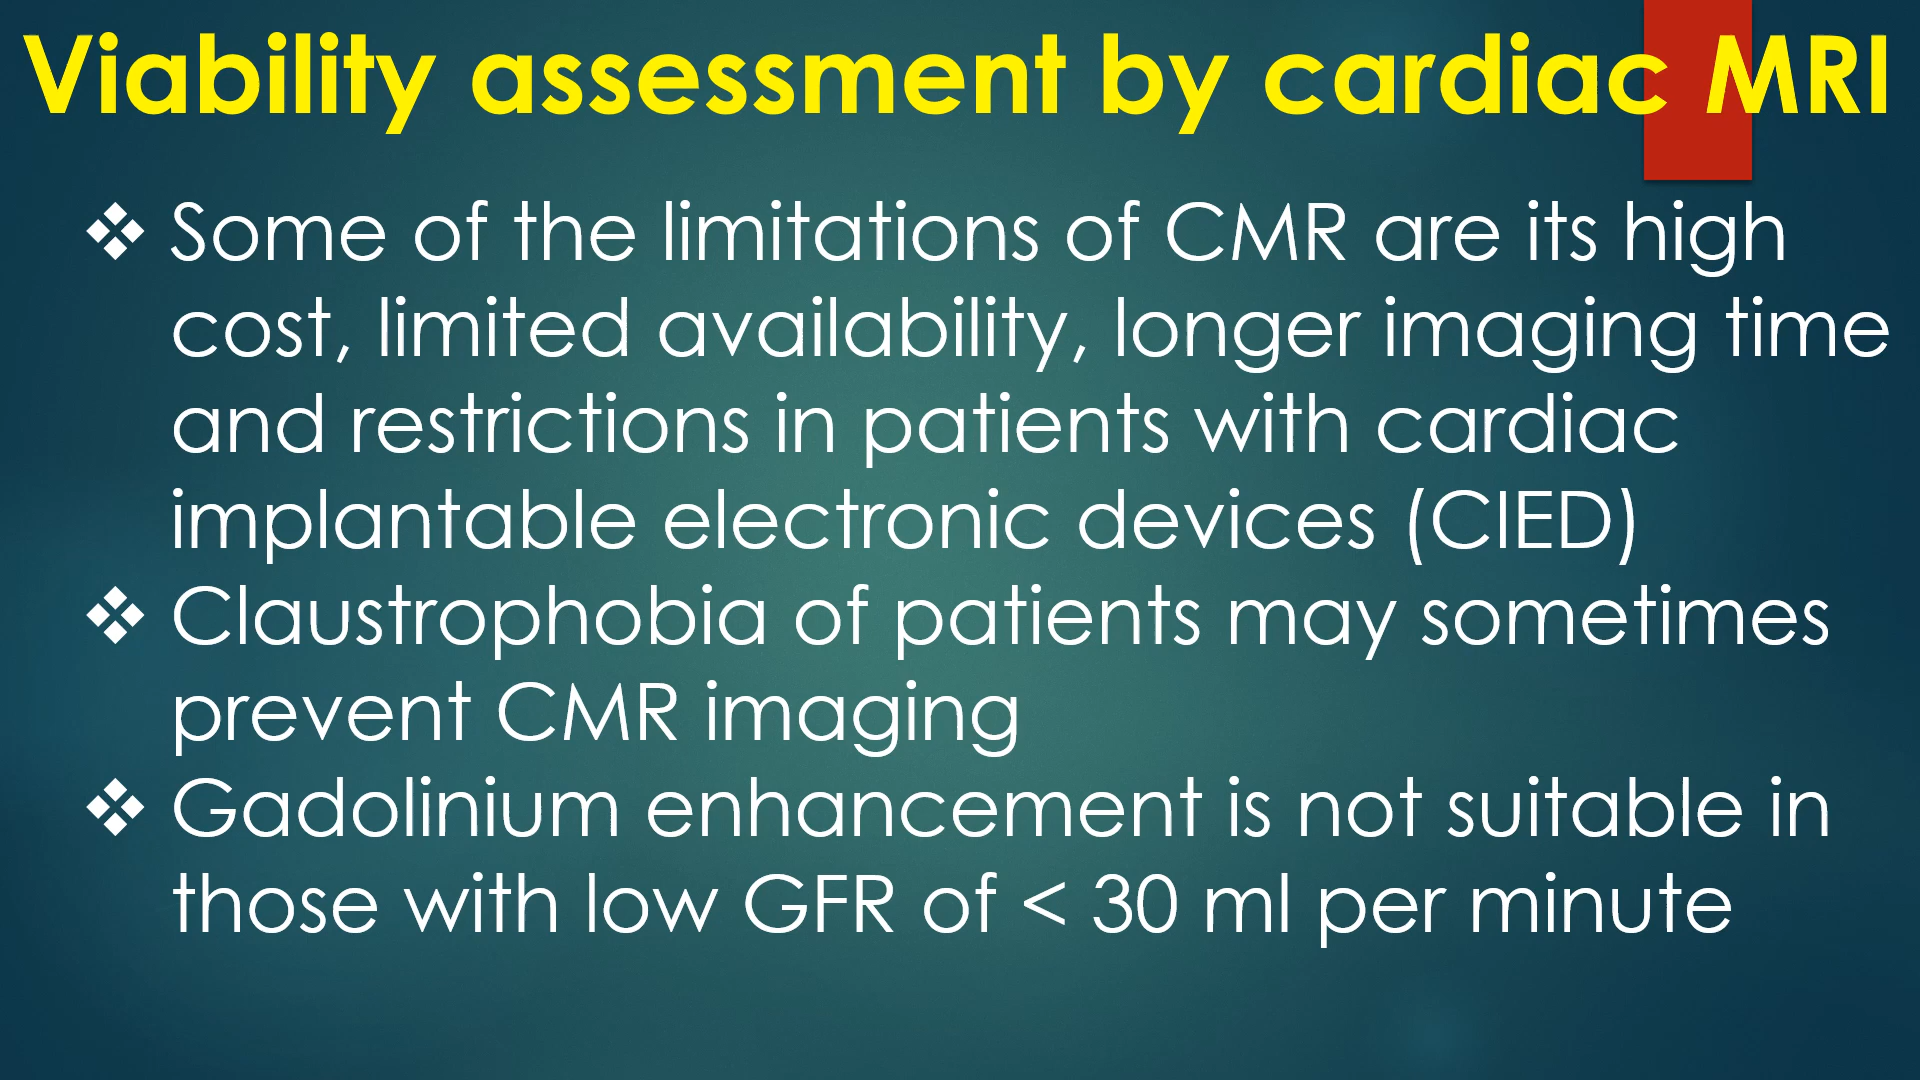 Viability assessment by cardiac MRI
❖ Some of the limitations of CMR are its high
cost, limited availability, longer imaging time
and restrictions in patients with cardiac
implantable electronic devices (CIED)
❖ Claustrophobia of patients may sometimes
prevent CMR imaging
❖ Gadolinium enhancement is not suitable in
those with low GFR of < 30 ml per minute